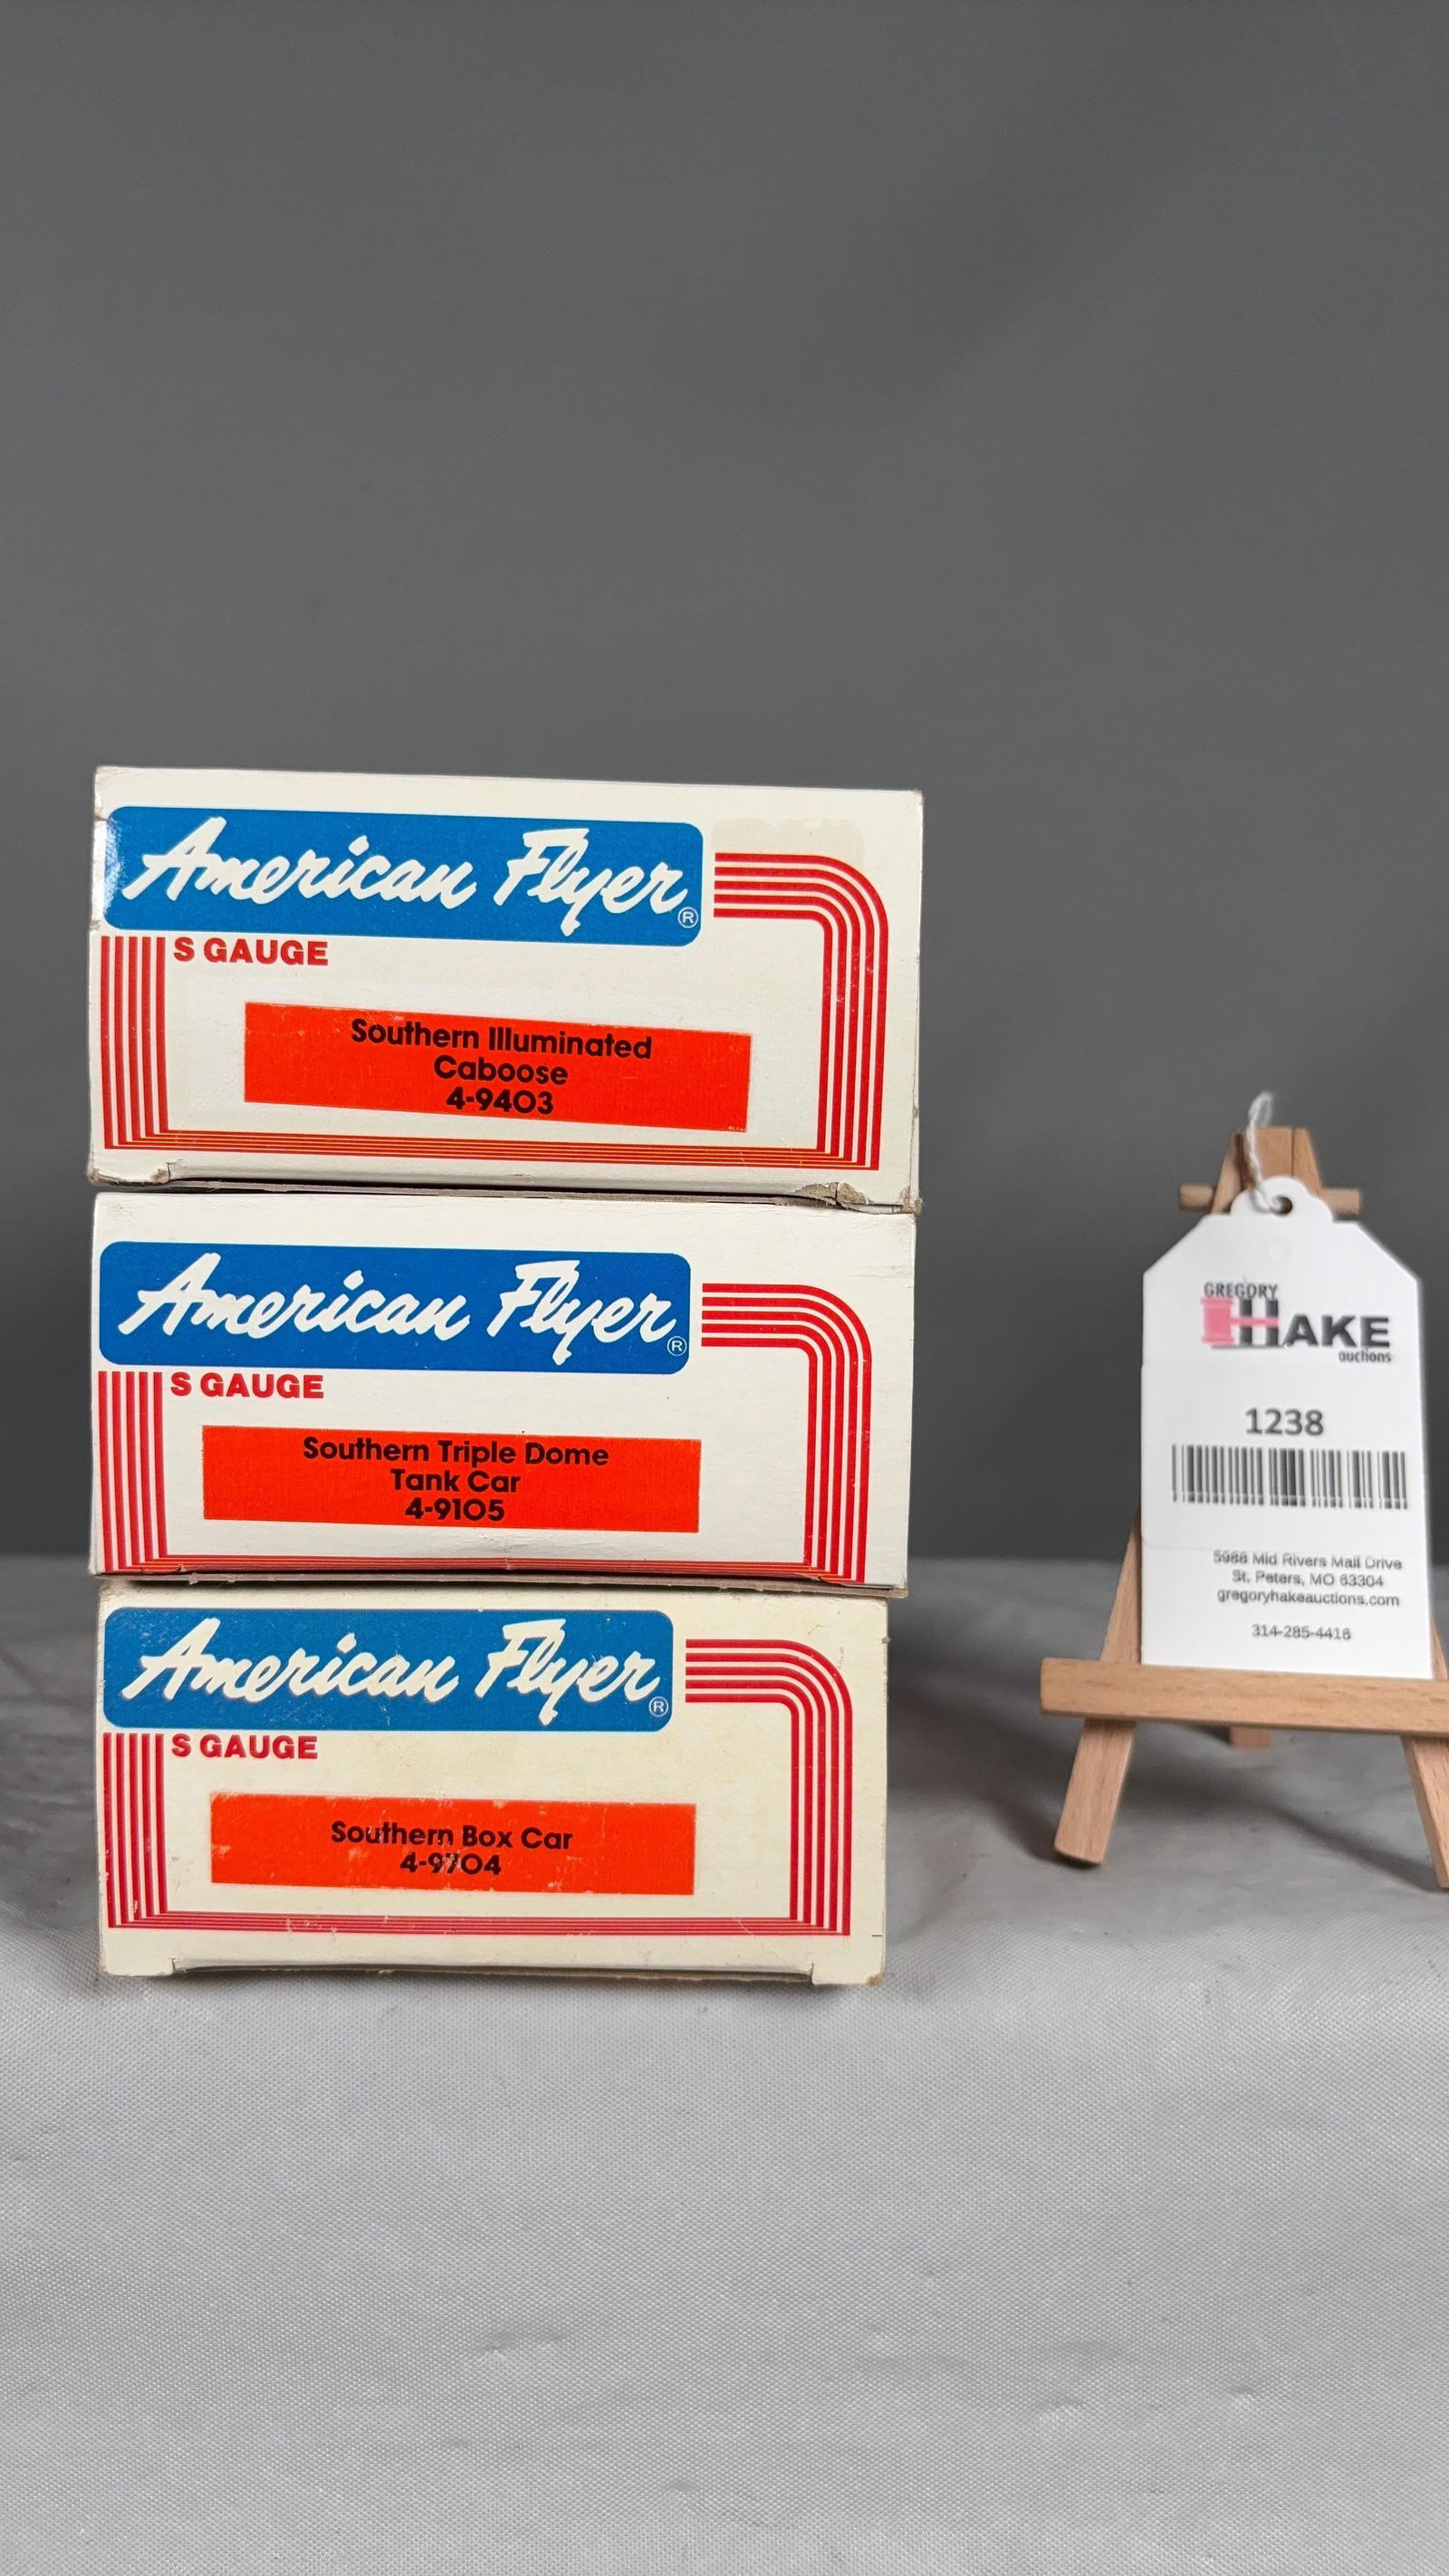 American Flyer®
S GAUGE
Southern Illuminated
Caboose
4-9403
American Flyer®
S GAUGE
Southern Triple Dome
Tank Car
4-9105
American Flyer®
S GAUGE
Southern Box Car
4-9704
GREGORY
HAKE
auctions
1238
5988 Mid Rivers Mall Drive
St. Peters, MO 63304
gregoryhakeauctions.com
314-285-4416